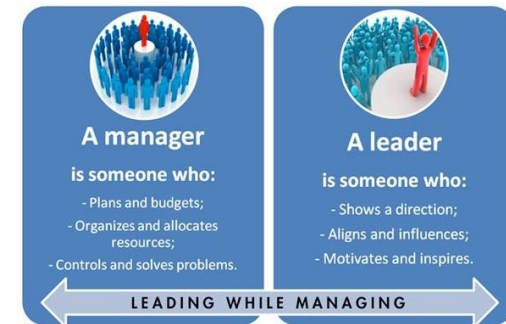 A manager
is someone who:
- Plans and budgets;
- Organizes and allocates
resources;
- Controls and solves problems.
A leader
is someone who:
- Shows a direction;
- Aligns and influences;
- Motivates and inspires.
LEADING WHILE MANAGING